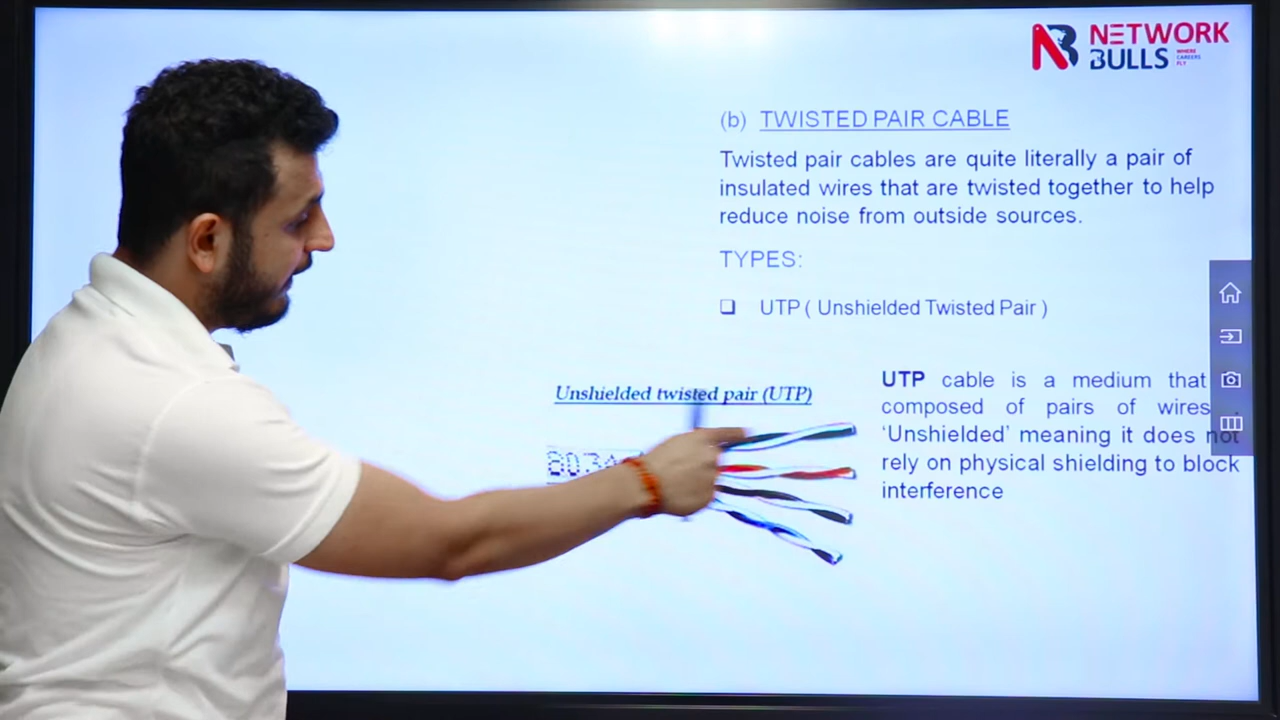 NETWORK
BULLS
WHERE
CAREERS
FLY
(b) TWISTED PAIR CABLE
Twisted pair cables are quite literally a pair of
insulated wires that are twisted together to help
reduce noise from outside sources.
TYPES:
❑ UTP ( Unshielded Twisted Pair )
Unshielded twisted pair (UTP)
UTP cable is a medium that
composed of pairs of wires
‘Unshielded’ meaning it does not
rely on physical shielding to block
interference